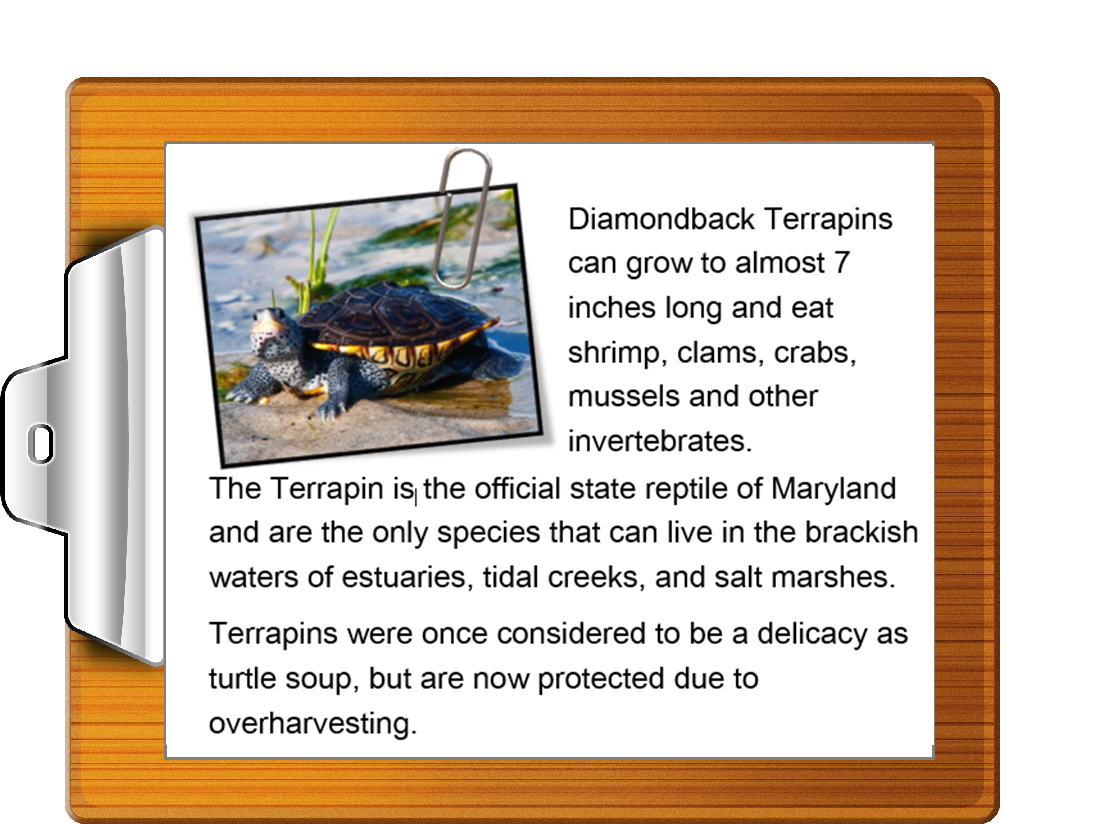 Diamondback Terrapins
can grow to almost 7
inches long and eat
shrimp, clams, crabs,
mussels and other
invertebrates.
The Terrapin is the official state reptile of Maryland
and are the only species that can live in the brackish
waters of estuaries, tidal creeks, and salt marshes.
Terrapins were once considered to be a delicacy as
turtle soup, but are now protected due to
overharvesting.